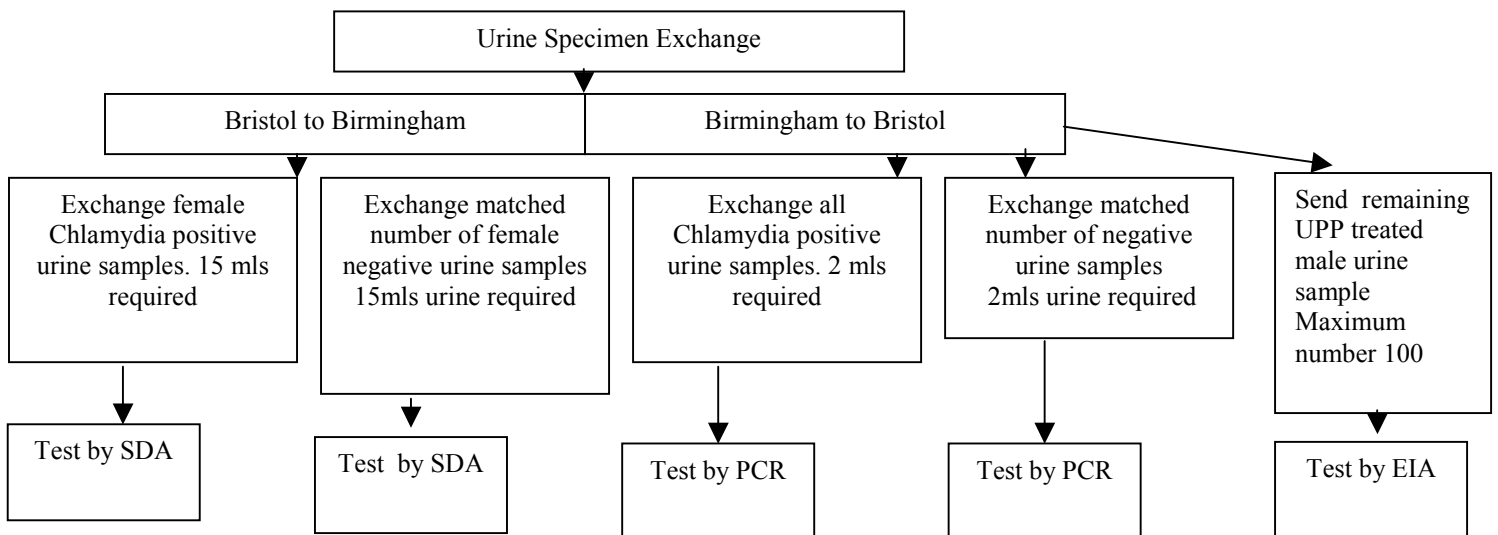 Urine Specimen Exchange
Bristol to Birmingham
Birmingham to Bristol
Exchange female
Chlamydia positive
urine samples. 15 mls
required
Exchange matched
number of female
negative urine samples
15mls urine required
Exchange all
Chlamydia positive
urine samples. 2 mls
required
Exchange matched
number of negative
urine samples
2mls urine required
Send remaining
UPP treated
male urine
sample
Maximum
number 100
Test by SDA
Test by SDA
Test by PCR
Test by PCR
Test by EIA